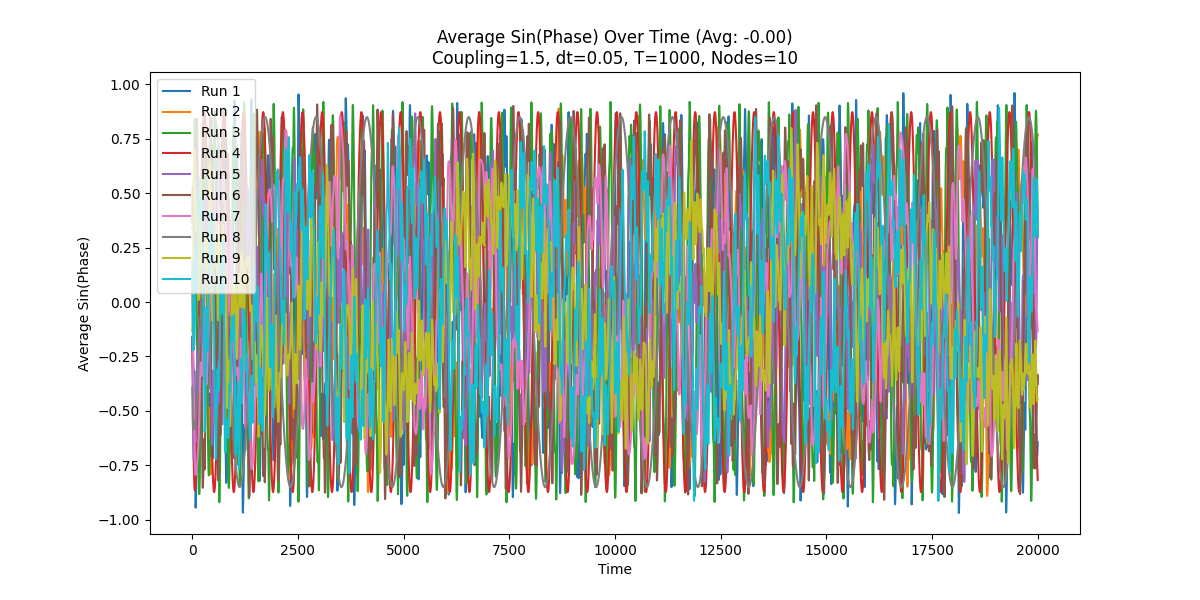 Average Sin(Phase) Over Time (Avg: -0.00)
Coupling=1.5, dt=0.05, T=1000, Nodes=10
Average Sin(Phase)
1.00
0.75
0.50
0.25
0.00
−0.25
−0.50
−0.75
−1.00
Run 1
Run 2
Run 3
Run 4
Run 5
Run 6
Run 7
Run 8
Run 9
Run 10
0 2500 5000 7500 10000 12500 15000 17500 20000
Time